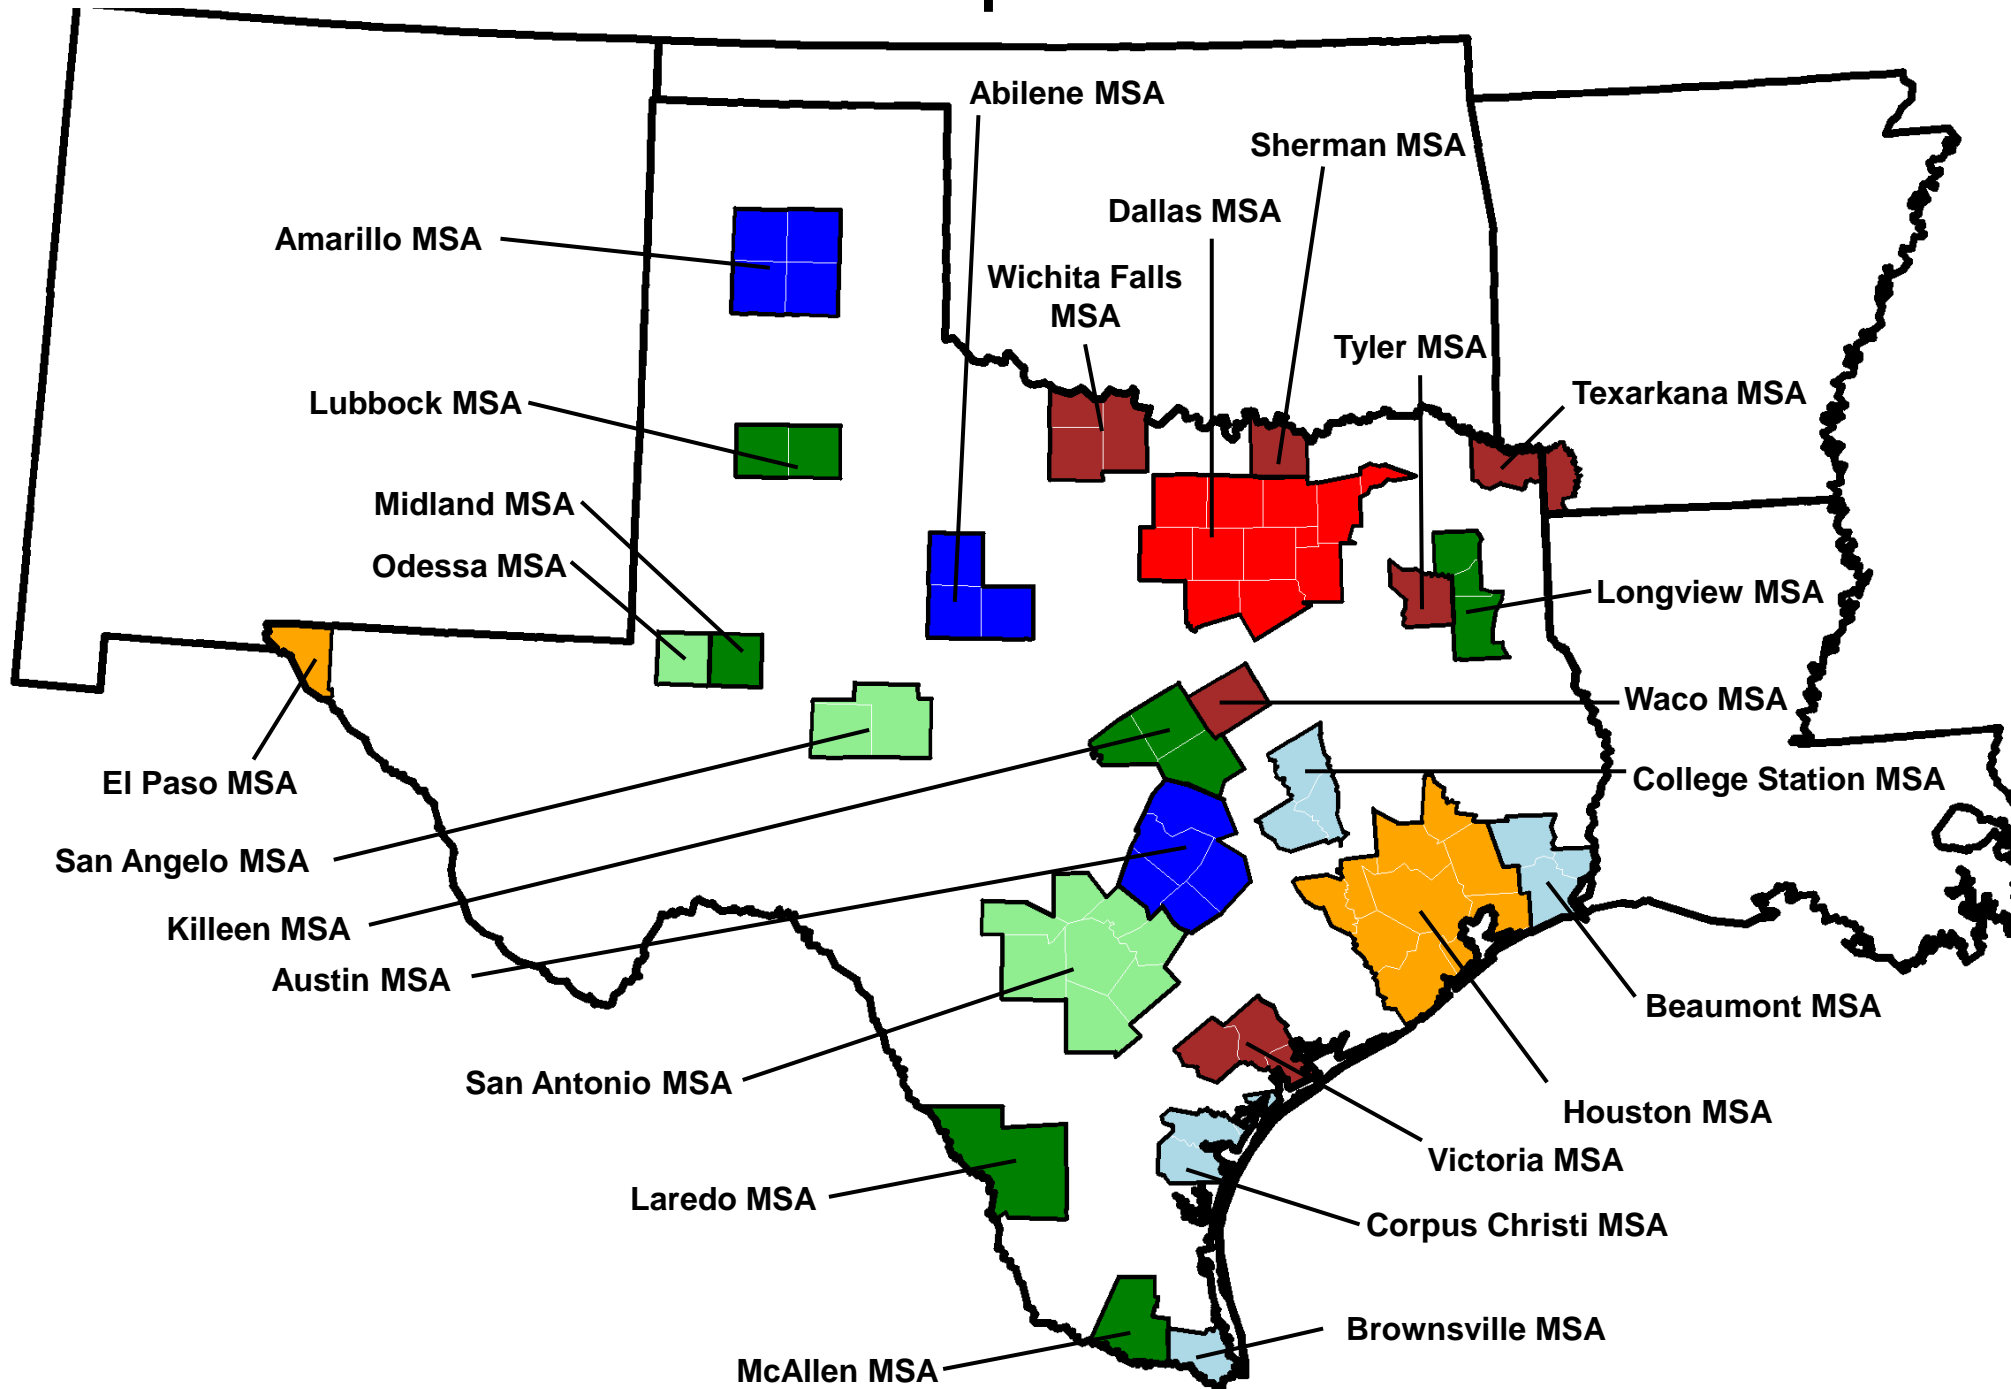 Abilene MSA
Sherman MSA
Dallas MSA
Amarillo MSA
Wichita Falls
MSA
Tyler MSA
Texarkana MSA
Lubbock MSA
Midland MSA
Odessa MSA
Longview MSA
Waco MSA
El Paso MSA
College Station MSA
San Angelo MSA
Killeen MSA
Austin MSA
Beaumont MSA
San Antonio MSA
Houston MSA
Victoria MSA
Laredo MSA
Corpus Christi MSA
Brownsville MSA
McAllen MSA